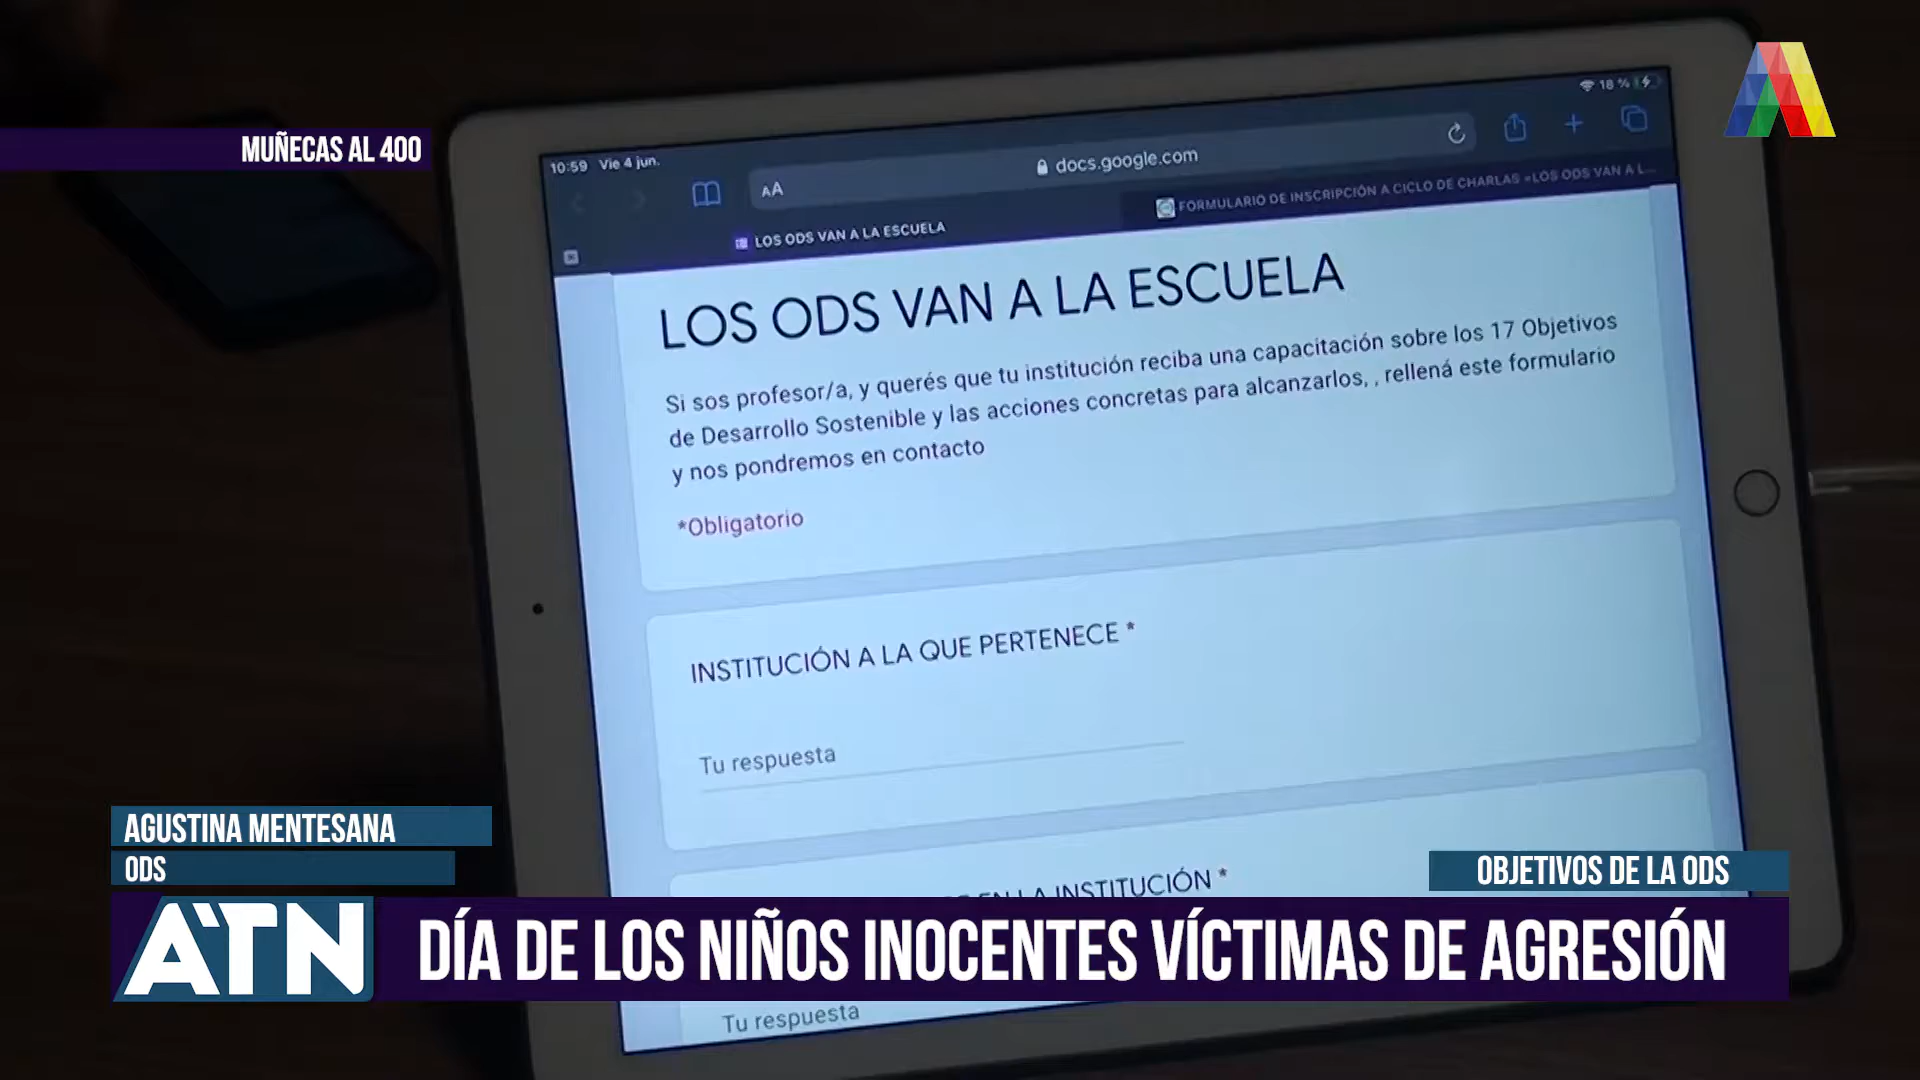 MUÑECAS AL 400
10:59 Vie 4 jun.
18 %
AA
docs.google.com
LOS ODS VAN A LA ESCUELA
FORMULARIO DE INSCRIPCIÓN A CICLO DE CHARLAS «LOS ODS VAN A L...
LOS ODS VAN A LA ESCUELA
Si sos profesor/a, y querés que tu institución reciba una capacitación sobre los 17 Objetivos
de Desarrollo Sostenible y las acciones concretas para alcanzarlos, , rellená este formulario
y nos pondremos en contacto
*Obligatorio
INSTITUCIÓN A LA QUE PERTENECE *
Tu respuesta
EN LA INSTITUCIÓN *
Tu respuesta
AGUSTINA MENTESANA
ODS
OBJETIVOS DE LA ODS
ATN
DÍA DE LOS NIÑOS INOCENTES VÍCTIMAS DE AGRESIÓN